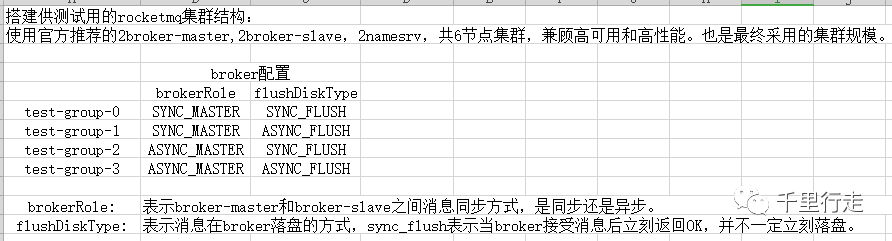 搭建供测试用的rocketmq集群结构:
使用官方推荐的2broker-master,2broker-slave，2namesrv，共6节点集群，兼顾高可用和高性能。也是最终采用的集群规模。
broker配置
brokerRole flushDiskType
test-group-0 SYNC_MASTER SYNC_FLUSH
test-group-1 SYNC_MASTER ASYNC_FLUSH
test-group-2 ASYNC_MASTER SYNC_FLUSH
test-group-3 ASYNC_MASTER ASYNC_FLUSH
brokerRole: 表示broker-master和broker-slave之间消息同步方式，是同步还是异步。
flushDiskType: 表示消息在broker落盘的方式，sync_flush表示当broker接受消息后立刻返回OK，并不一定立刻落盘。
千里行走